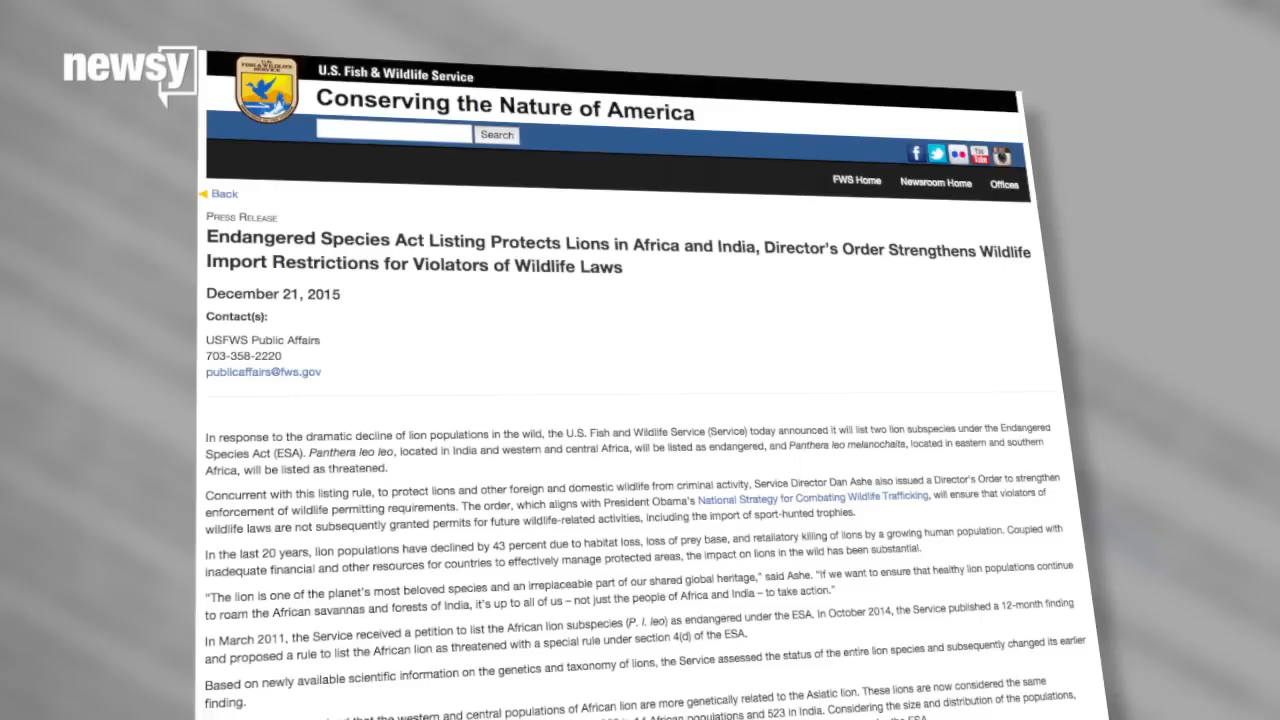 newsy
U.S. FISH & WILDLIFE SERVICE
U.S. Fish & Wildlife Service
Conserving the Nature of America
Search
f
You Tube
FWS Home Newsroom Home Offices
Back
PRESS RELEASE
Endangered Species Act Listing Protects Lions in Africa and India, Director's Order Strengthens Wildlife
Import Restrictions for Violators of Wildlife Laws
December 21, 2015
Contact(s):
USFWS Public Affairs
703-358-2220
publicaffairs@fws.gov
In response to the dramatic decline of lion populations in the wild, the U.S. Fish and Wildlife Service (Service) today announced it will list two lion subspecies under the Endangered
Species Act (ESA). Panthera leo leo, located in India and western and central Africa, will be listed as endangered, and Panthera leo melanochaita, located in eastern and southern
Africa, will be listed as threatened.
Concurrent with this listing rule, to protect lions and other foreign and domestic wildlife from criminal activity, Service Director Dan Ashe also issued a Director's Order to strengthen
enforcement of wildlife permitting requirements. The order, which aligns with President Obama's National Strategy for Combating Wildlife Trafficking, will ensure that violators of
wildlife laws are not subsequently granted permits for future wildlife-related activities, including the import of sport-hunted trophies.
In the last 20 years, lion populations have declined by 43 percent due to habitat loss, loss of prey base, and retaliatory killing of lions by a growing human population. Coupled with
inadequate financial and other resources for countries to effectively manage protected areas, the impact on lions in the wild has been substantial.
"The lion is one of the planet's most beloved species and an irreplaceable part of our shared global heritage," said Ashe. "If we want to ensure that healthy lion populations continue
to roam the African savannas and forests of India, it's up to all of us – not just the people of Africa and India – to take action."
In March 2011, the Service received a petition to list the African lion subspecies (P. l. leo) as endangered under the ESA. In October 2014, the Service published a 12-month finding
and proposed a rule to list the African lion as threatened with a special rule under section 4(d) of the ESA.
Based on newly available scientific information on the genetics and taxonomy of lions, the Service assessed the status of the entire lion species and subsequently changed its earlier
finding.
that the western and central populations of African lion are more genetically related to the Asiatic lion. These lions are now considered the same
in 14 African populations and 523 in India. Considering the size and distribution of the populations,
the ESA.